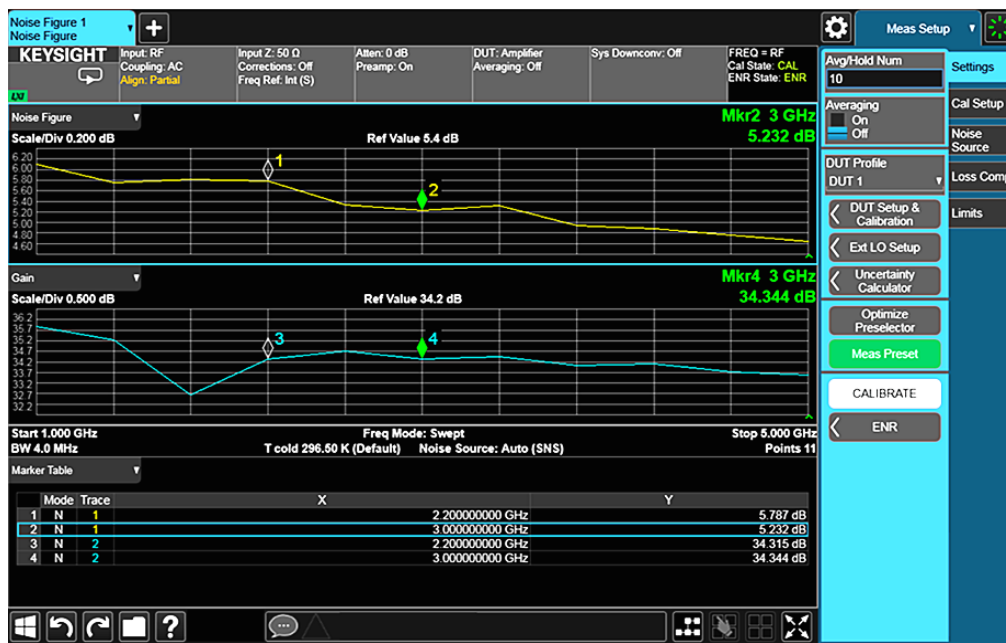 Noise Figure 1
Noise Figure
Meas Setup
KEYSIGHT
LXI
Input: RF
Coupling: AC
Align: Partial
Input Z: 50 Ω
Corrections: Off
Freq Ref: Int (S)
Atten: 0 dB
Preamp: On
DUT: Amplifier
Averaging: Off
Sys Downconv: Off
FREQ = RF
Cal State: CAL
ENR State: ENR
Noise Figure
Mkr2 3 GHz
Scale/Div 0.200 dB
Ref Value 5.4 dB
5.232 dB
6.20
6.00
5.80
5.60
5.40
5.20
5.00
4.80
4.60
1
2
Gain
Mkr4 3 GHz
Scale/Div 0.500 dB
Ref Value 34.2 dB
34.344 dB
36.2
35.7
35.2
34.7
34.2
33.7
33.2
32.7
32.2
3
4
Start 1.000 GHz
Freq Mode: Swept
Stop 5.000 GHz
BW 4.0 MHz
T cold 296.50 K (Default) Noise Source: Auto (SNS)
Points 11
Marker Table
Mode Trace X Y
1 N 1 2.200000000 GHz 5.787 dB
2 N 1 3.000000000 GHz 5.232 dB
3 N 2 2.200000000 GHz 34.315 dB
4 N 2 3.000000000 GHz 34.344 dB
Avg/Hold Num
10
Averaging
On
Off
DUT Profile
DUT 1
DUT Setup &
Calibration
Ext LO Setup
Uncertainty
Calculator
Optimize
Preselector
Meas Preset
CALIBRATE
ENR
Settings
Cal Setup
Noise
Source
Loss Comp
Limits
?